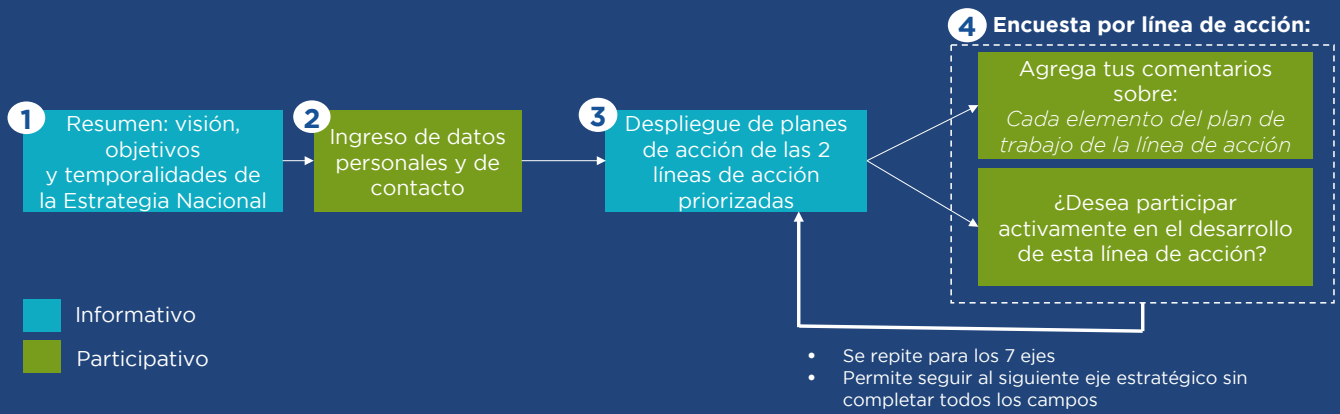 4 Encuesta por línea de acción:
1
Resumen: visión,
objetivos
y temporalidades de
la Estrategia Nacional
2
Ingreso de datos
personales y de
contacto
3
Despliegue de planes
de acción de las 2
líneas de acción
priorizadas
Agrega tus comentarios
sobre:
Cada elemento del plan de
trabajo de la línea de acción
¿Desea participar
activamente en el desarrollo
de esta línea de acción?
Informativo
Participativo
• Se repite para los 7 ejes
• Permite seguir al siguiente eje estratégico sin
completar todos los campos